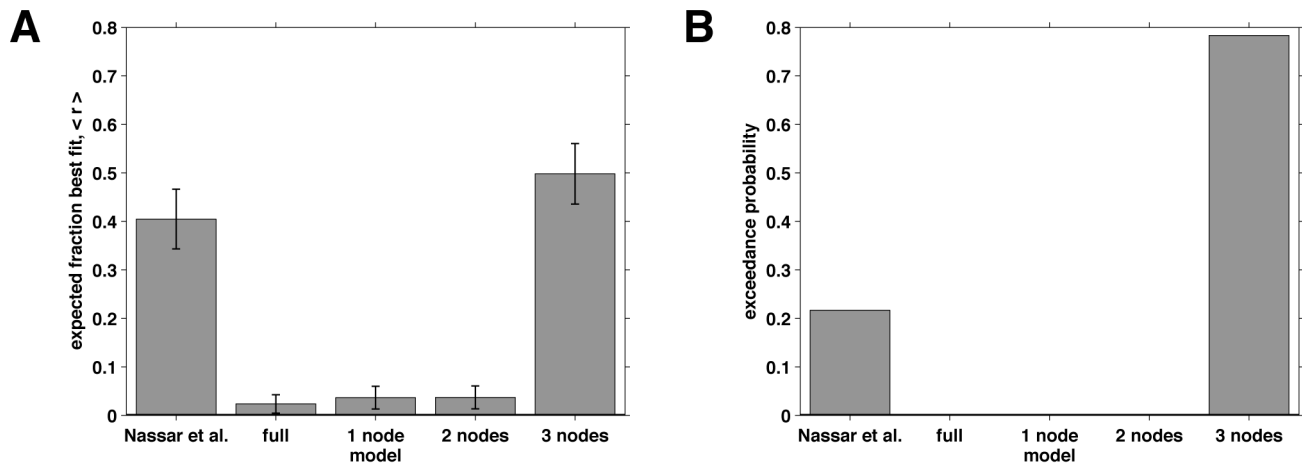 A
expected fraction best fit, < r >
0.8
0.7
0.6
0.5
0.4
0.3
0.2
0.1
0
Nassar et al. full 1 node 2 nodes 3 nodes
model
B
exceedance probability
0.8
0.7
0.6
0.5
0.4
0.3
0.2
0.1
0
Nassar et al. full 1 node 2 nodes 3 nodes
model